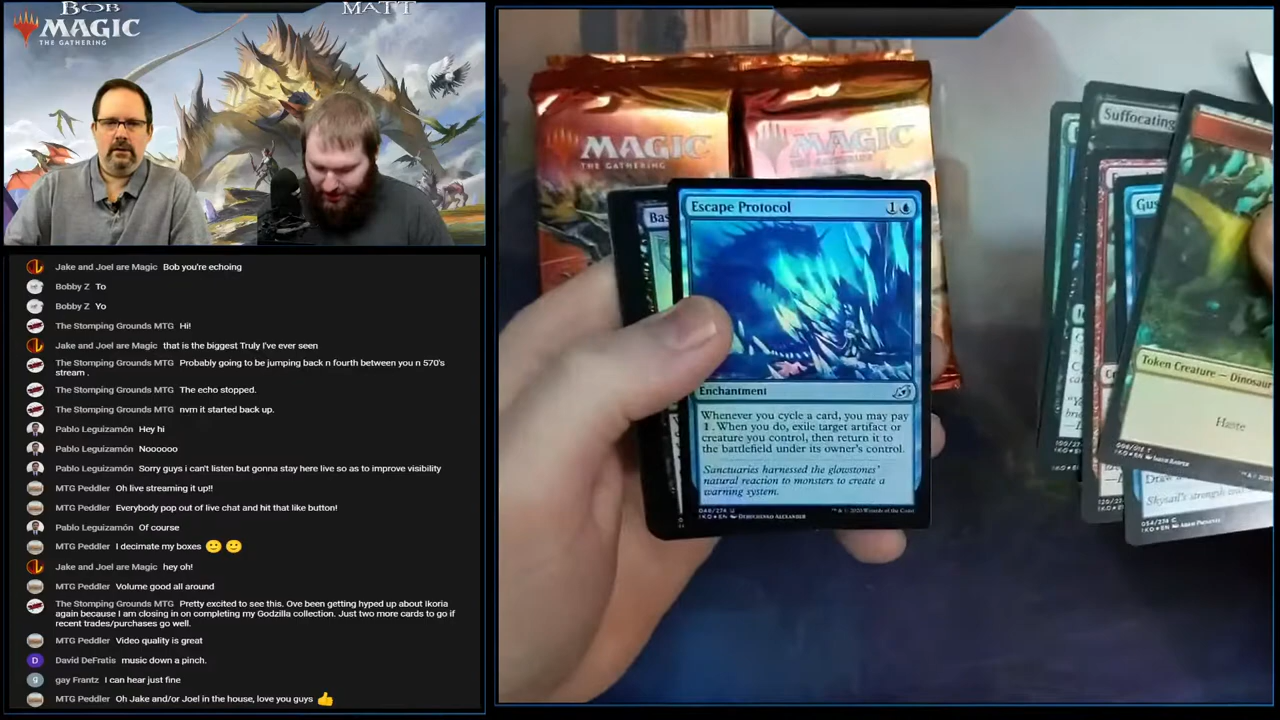 BOB
MATT
MAGIC
THE GATHERING
Jake and Joel are Magic Bob you're echoing
Bobby Z To
Bobby Z Yo
The Stomping Grounds MTG Hi!
Jake and Joel are Magic that is the biggest Truly I've ever seen
The Stomping Grounds MTG Probably going to be jumping back n fourth between you n 570's
stream .
The Stomping Grounds MTG The echo stopped.
The Stomping Grounds MTG nvm it started back up.
Pablo Leguizamón Hey hi
Pablo Leguizamón Noooooo
Pablo Leguizamón Sorry guys i can't listen but gonna stay here live so as to improve visibility
MTG Peddler Oh live streaming it up!!
MTG Peddler Everybody pop out of live chat and hit that like button!
Pablo Leguizamón Of course
MTG Peddler I decimate my boxes 🙂 🙂
Jake and Joel are Magic hey oh!
MTG Peddler Volume good all around
The Stomping Grounds MTG Pretty excited to see this. Ove been getting hyped up about Ikoria
again because I am closing in on completing my Godzilla collection. Just two more cards to go if
recent trades/purchases go well.
MTG Peddler Video quality is great
D David DeFratis music down a pinch.
g gay Frantz I can hear just fine
MTG Peddler Oh Jake and/or Joel in the house, love you guys 👍
MAGIC
THE GATHERING
MAGIC
Bas
Escape Protocol 1
Enchantment
Whenever you cycle a card, you may pay
1. When you do, exile target artifact or
creature you control, then return it to
the battlefield under its owner's control.
Sanctuaries harnessed the glowstones'
natural reaction to monsters to create a
warning system.
048/274 U
Suffocating
Gus
Token Creature — Dinosaur
Haste
Skysail's strength